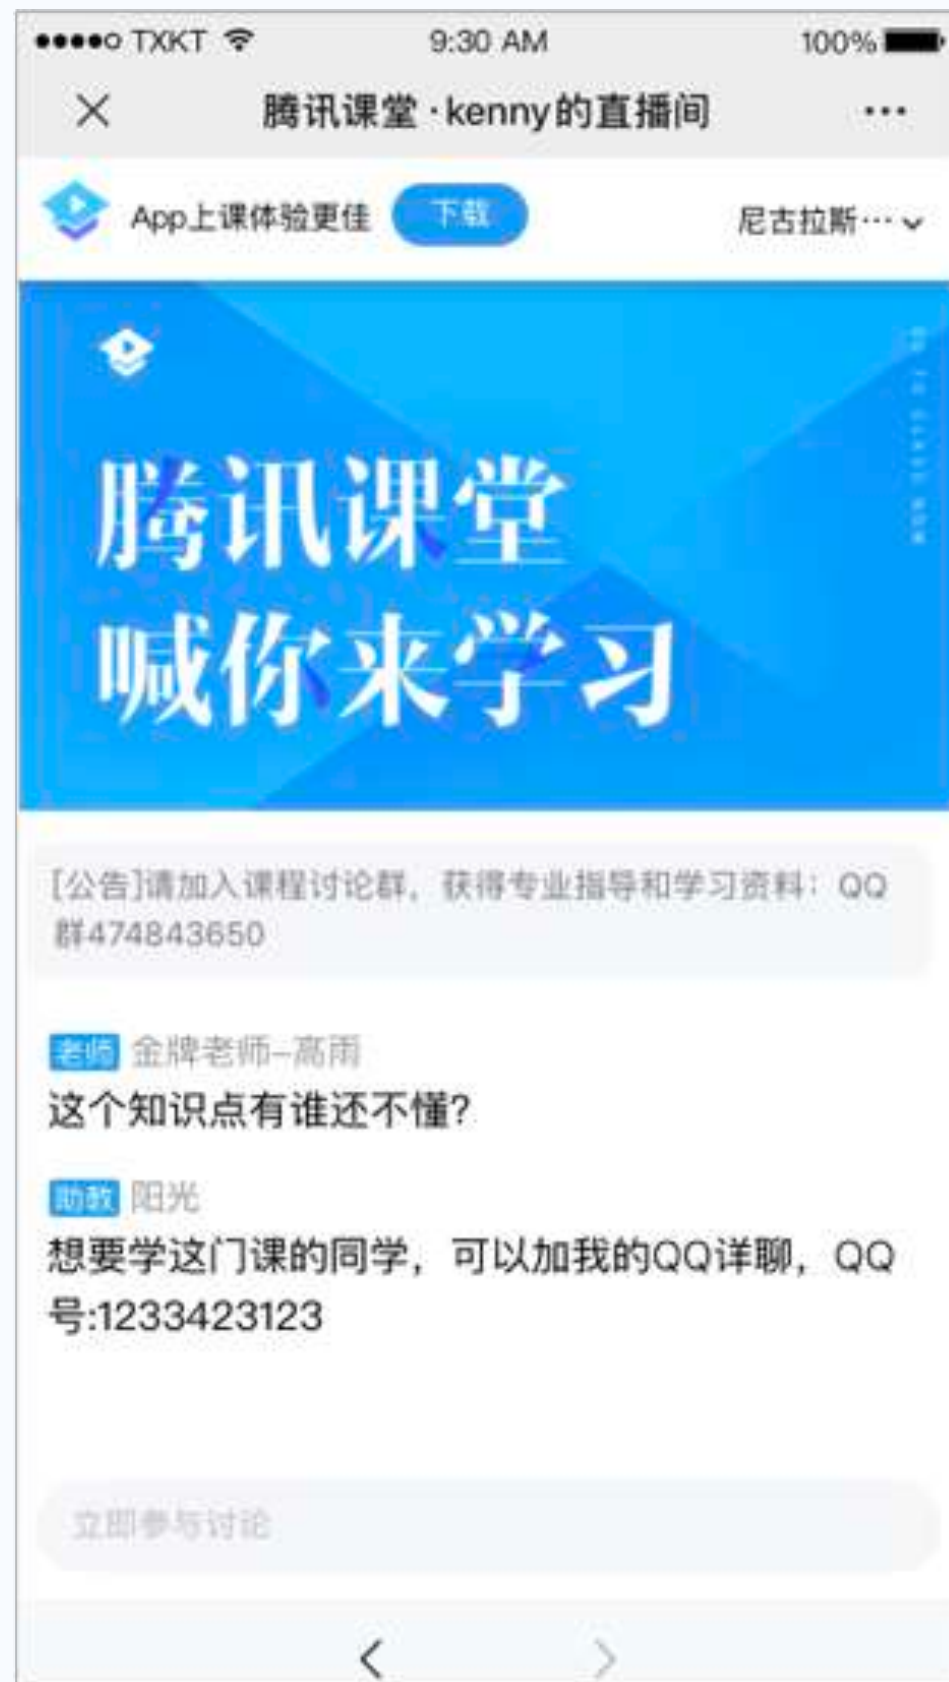 TXKT 9:30 AM 100%
腾讯课堂·kenny的直播间 ···
App上课体验更佳 下载 尼古拉斯···
腾讯课堂
喊你来学习
[公告]请加入课程讨论群，获得专业指导和学习资料：QQ
群474843650
老师 金牌老师-高雨
这个知识点有谁还不懂?
助教 阳光
想要学这门课的同学，可以加我的QQ详聊，QQ
号:1233423123
立即参与讨论